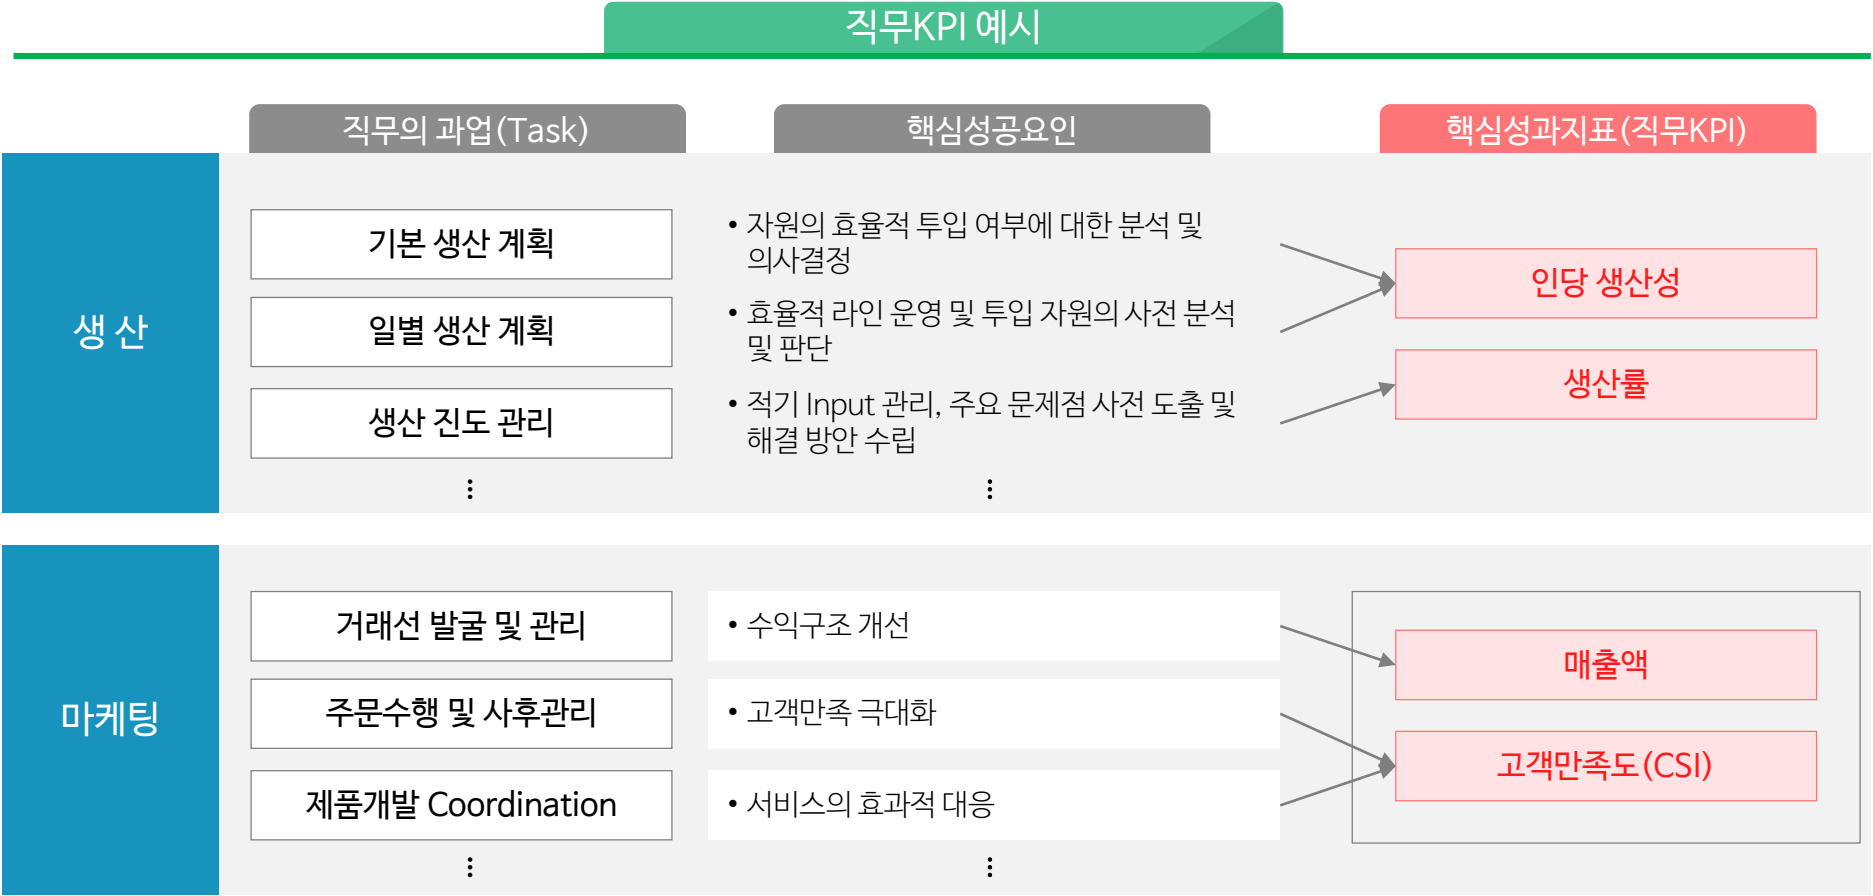 직무KPI 예시
직무의 과업(Task)
핵심성공요인
핵심성과지표(직무KPI)
생 산
기본 생산 계획
• 자원의 효율적 투입 여부에 대한 분석 및
의사결정
인당 생산성
일별 생산 계획
• 효율적 라인 운영 및 투입 자원의 사전 분석
및 판단
생산률
생산 진도 관리
• 적기 Input 관리, 주요 문제점 사전 도출 및
해결 방안 수립
⋮
⋮
마케팅
거래선 발굴 및 관리
• 수익구조 개선
매출액
주문수행 및 사후관리
• 고객만족 극대화
고객만족도(CSI)
제품개발 Coordination
• 서비스의 효과적 대응
⋮
⋮